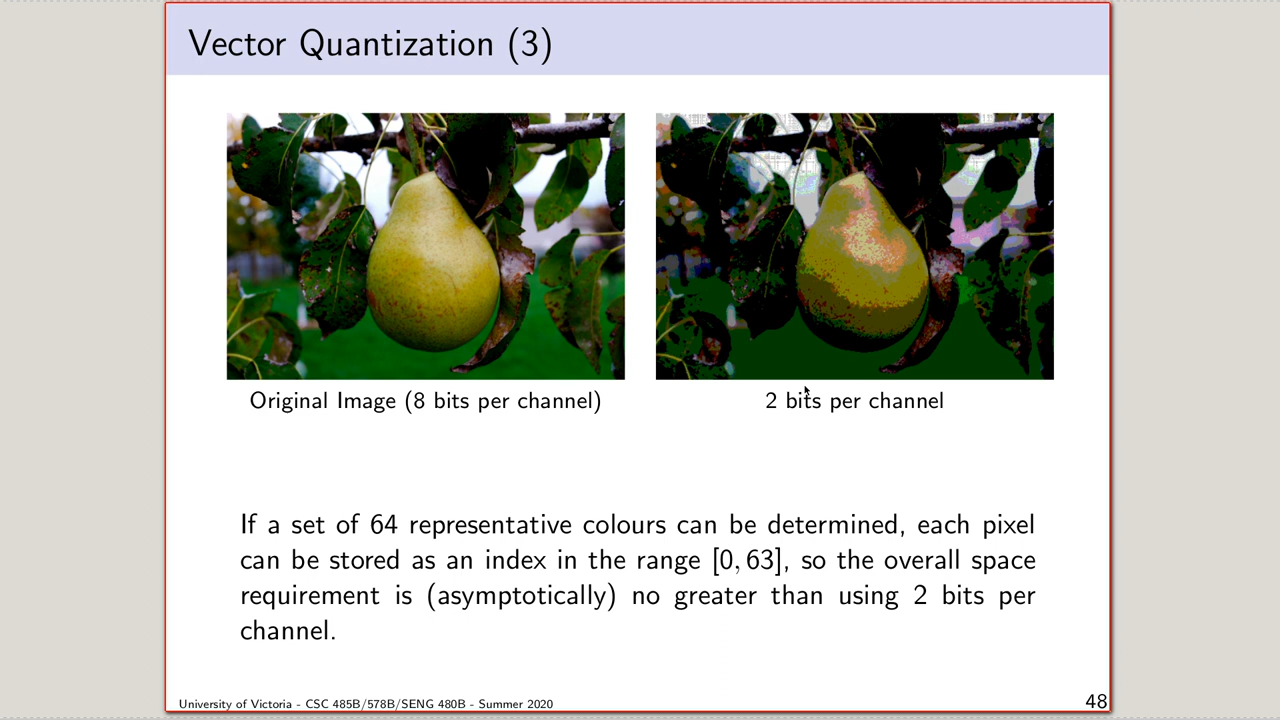 Vector Quantization (3)
Original Image (8 bits per channel)
2 bits per channel
If a set of 64 representative colours can be determined, each pixel
can be stored as an index in the range [0, 63], so the overall space
requirement is (asymptotically) no greater than using 2 bits per
channel.
University of Victoria - CSC 485B/578B/SENG 480B - Summer 2020
48